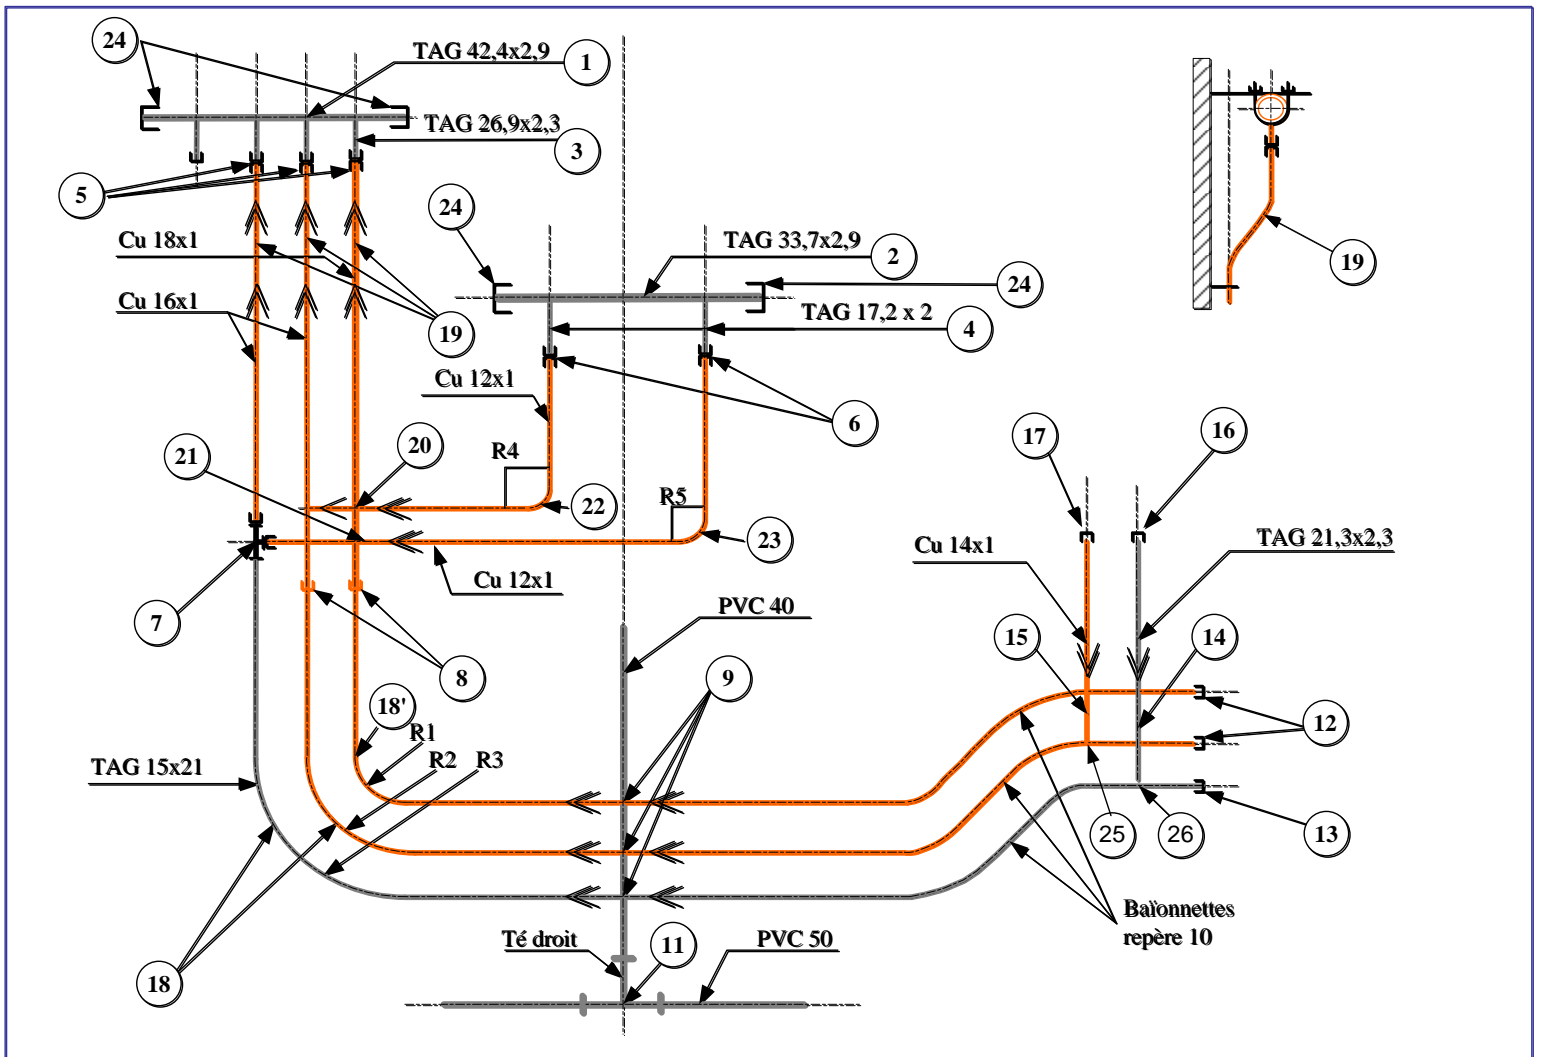 24
TAG 42,4x2,9
1
TAG 26,9x2,3
3
5
24
Cu 18x1
TAG 33,7x2,9
2
19
24
Cu 16x1
TAG 17,2 x 2
19
4
Cu 12x1
6
17
16
20
21
R4
22
R5
23
Cu 14x1
TAG 21,3x2,3
Cu 12x1
7
PVC 40
15
14
8
9
18'
12
R1
R2
R3
TAG 15x21
25
26
13
Baïonnettes
repère 10
Té droit
11
PVC 50
18